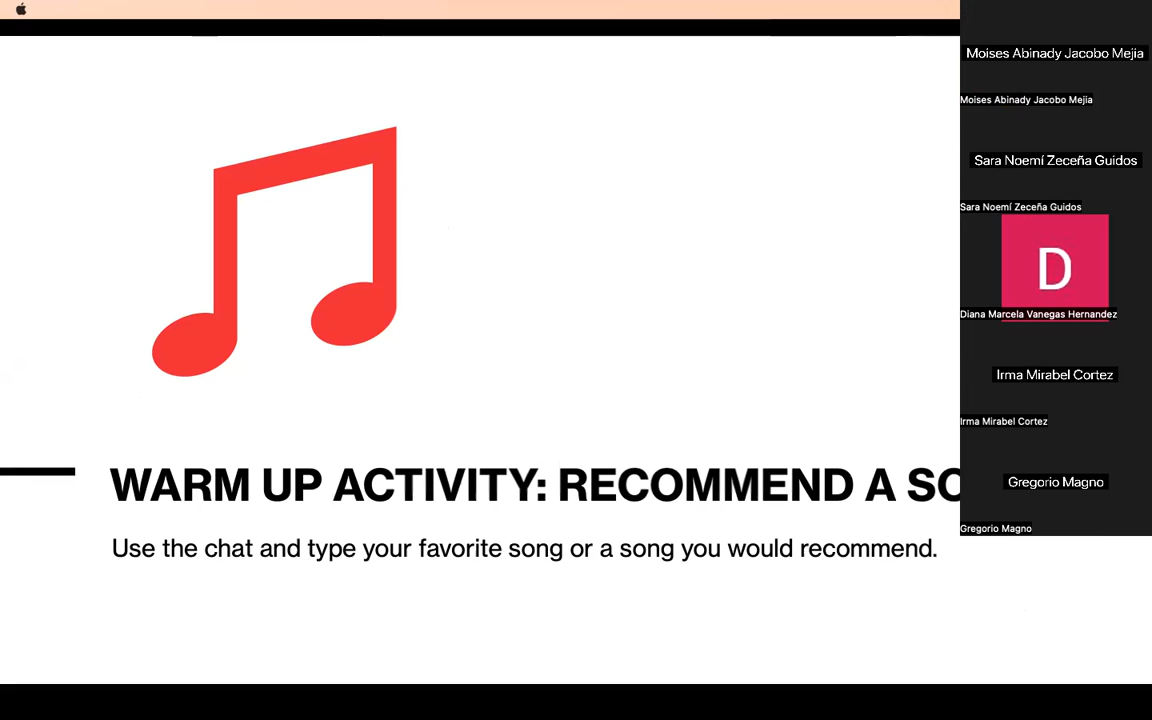 WARM UP ACTIVITY: RECOMMEND A SO
Use the chat and type your favorite song or a song you would recommend.
Moises Abinady Jacobo Mejia
Moises Abinady Jacobo Mejia
Sara Noemí Zeceña Guidos
Sara Noemí Zeceña Guidos
D
Diana Marcela Vanegas Hernandez
Irma Mirabel Cortez
Irma Mirabel Cortez
Gregorio Magno
Gregorio Magno